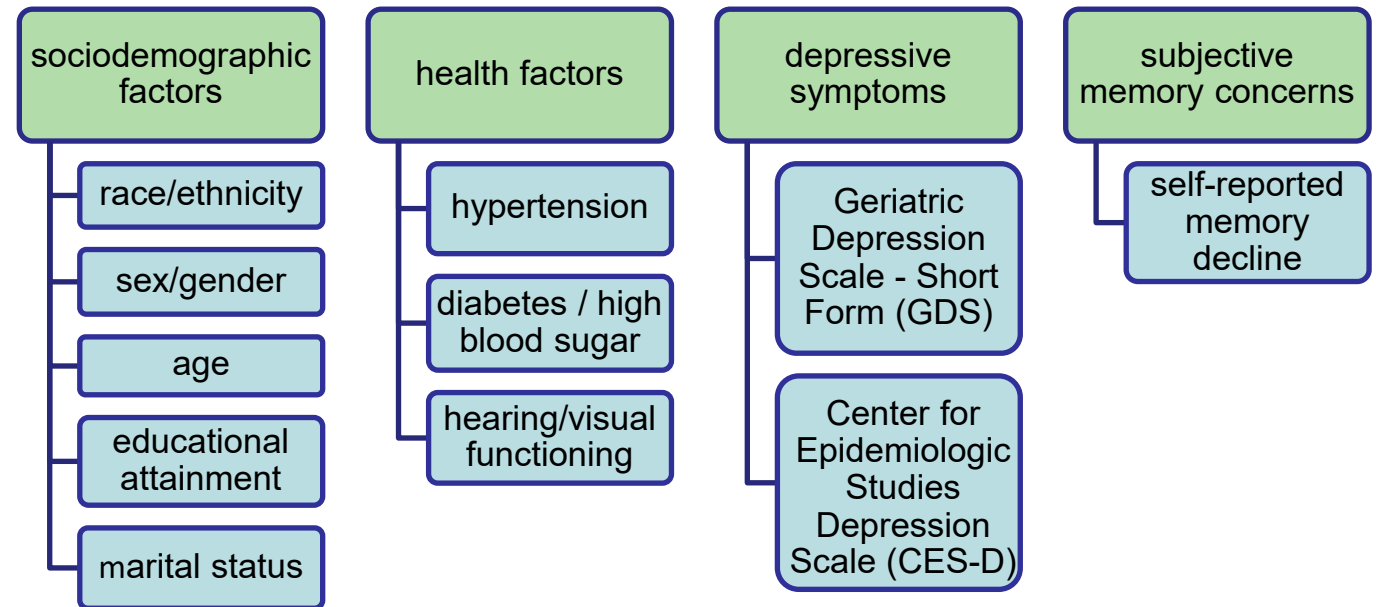 sociodemographic
factors
race/ethnicity
sex/gender
age
educational
attainment
marital status
health factors
hypertension
diabetes / high
blood sugar
hearing/visual
functioning
depressive
symptoms
Geriatric
Depression
Scale - Short
Form (GDS)
Center for
Epidemiologic
Studies
Depression
Scale (CES-D)
subjective
memory concerns
self-reported
memory
decline